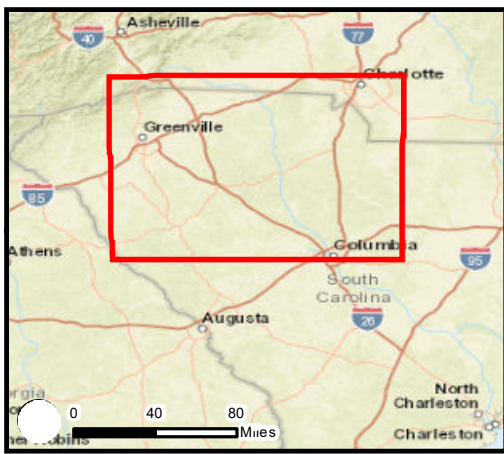 Asheville
40
77
Charlotte
Greenville
85
Athens
Columbia
95
South
Carolina
26
Augusta
North
Charleston
Charleston
0 40 80
Miles